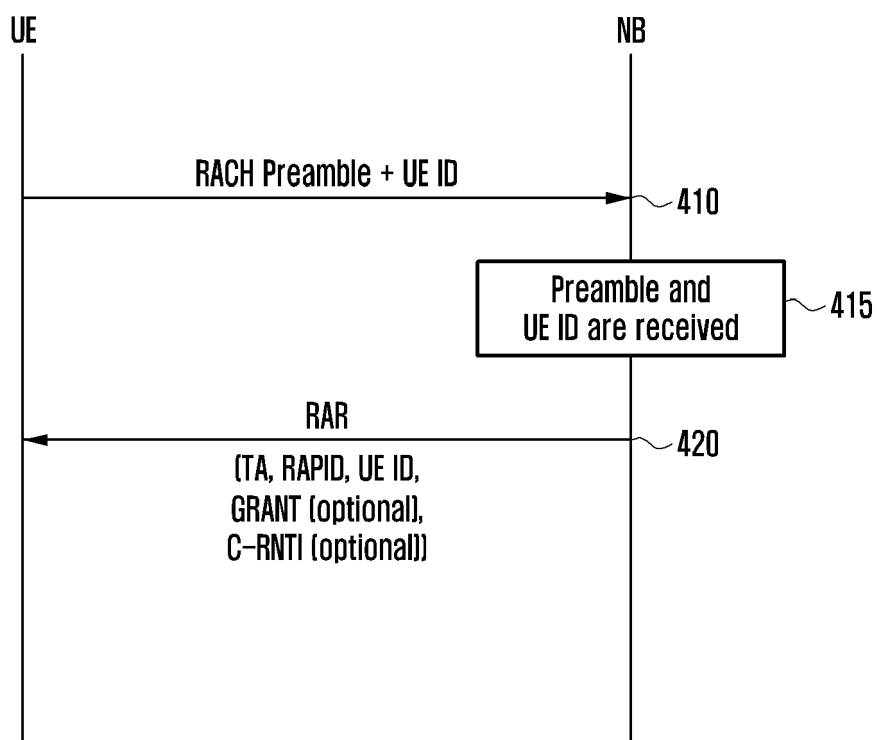 UE
NB
RACH Preamble + UE ID
410
Preamble and
UE ID are received
415
RAR
420
(TA, RAPID, UE ID,
GRANT (optional),
C-RNTI (optional))